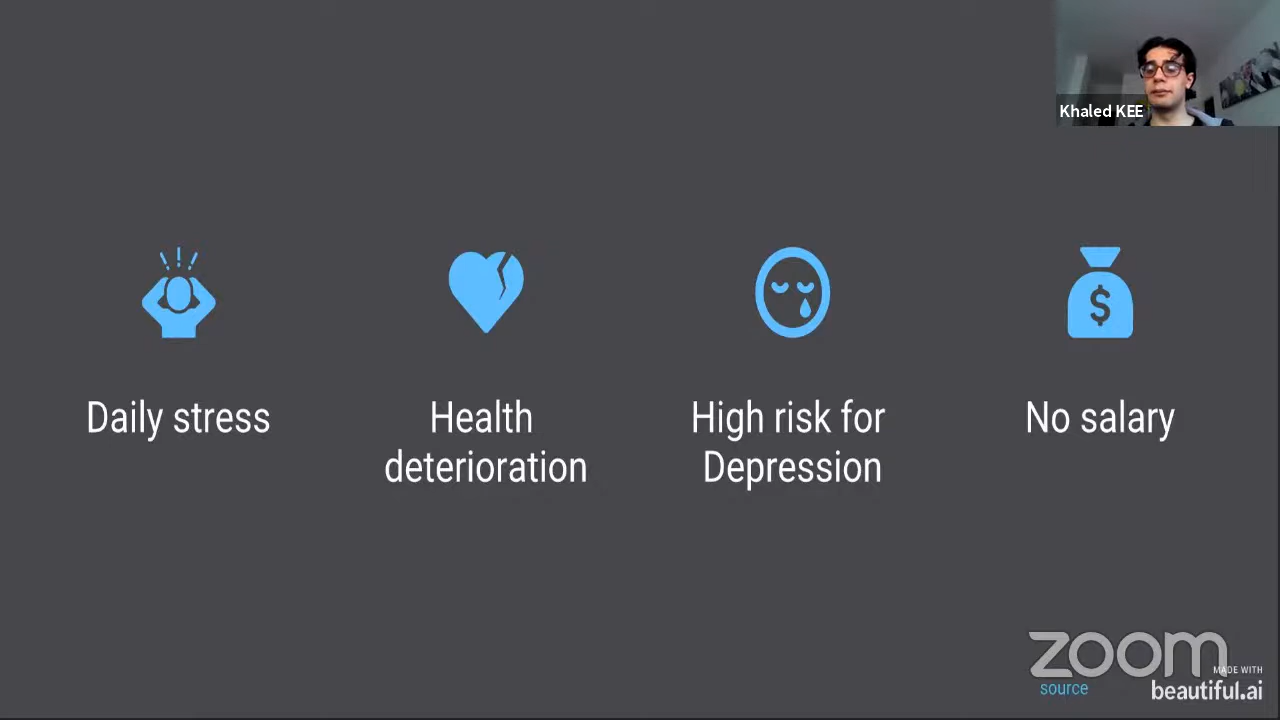 Khaled KEE
$
Daily stress
Health
deterioration
High risk for
Depression
No salary
zoom
MADE WITH
source
beautiful.ai